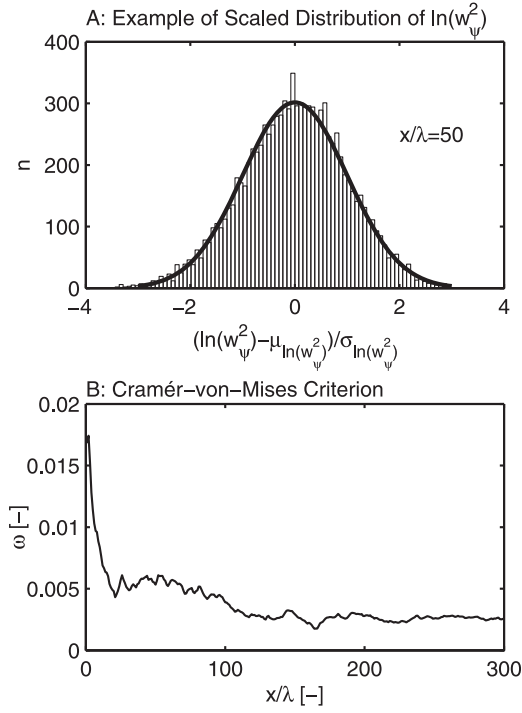 A: Example of Scaled Distribution of ln(w²ψ)
400
300
200
100
0
n
x/λ=50
−4 −2 0 2 4
(ln(w²ψ)−μln(w²ψ))/σln(w²ψ)
B: Cramér−von−Mises Criterion
0.02
0.015
0.01
0.005
0
ω [−]
0 100 200 300
x/λ [−]